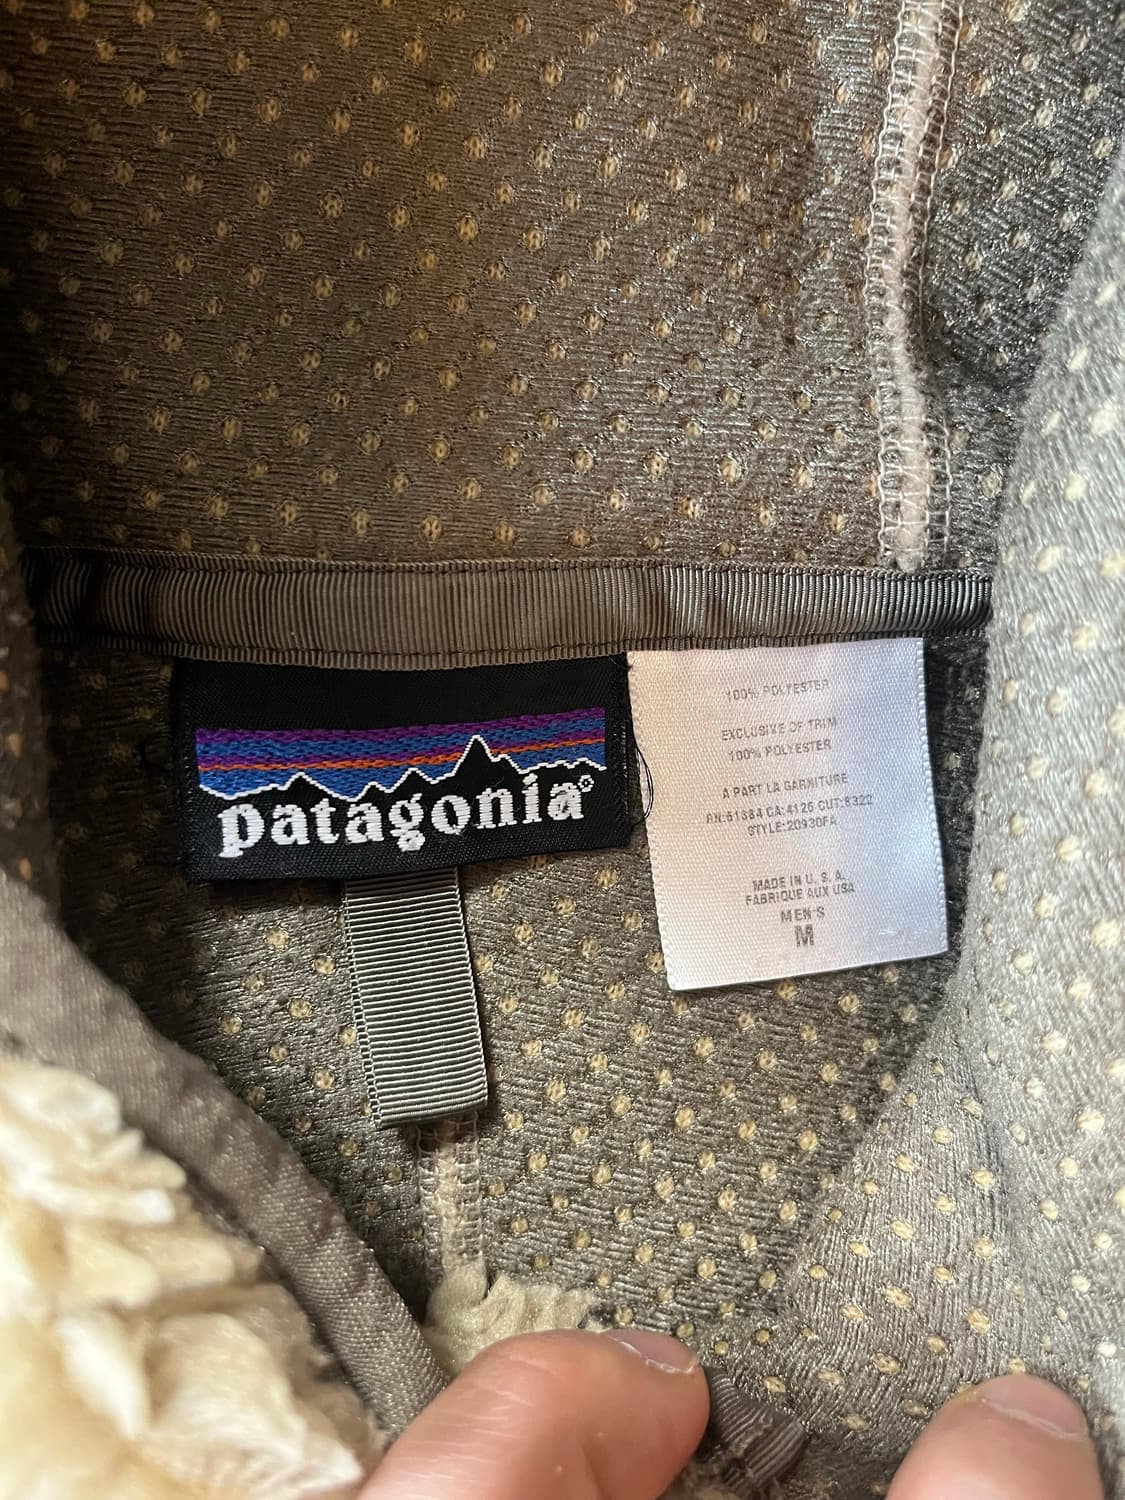 patagonia®
100% POLYESTER
EXCLUSIVE OF TRIM
100% POLYESTER
A PART LA GARNITURE
RN:51884 CA:4126 CUT:8322
STYLE:20930FA
MADE IN U. S. A.
FABRIQUE AUX USA
MEN'S
M